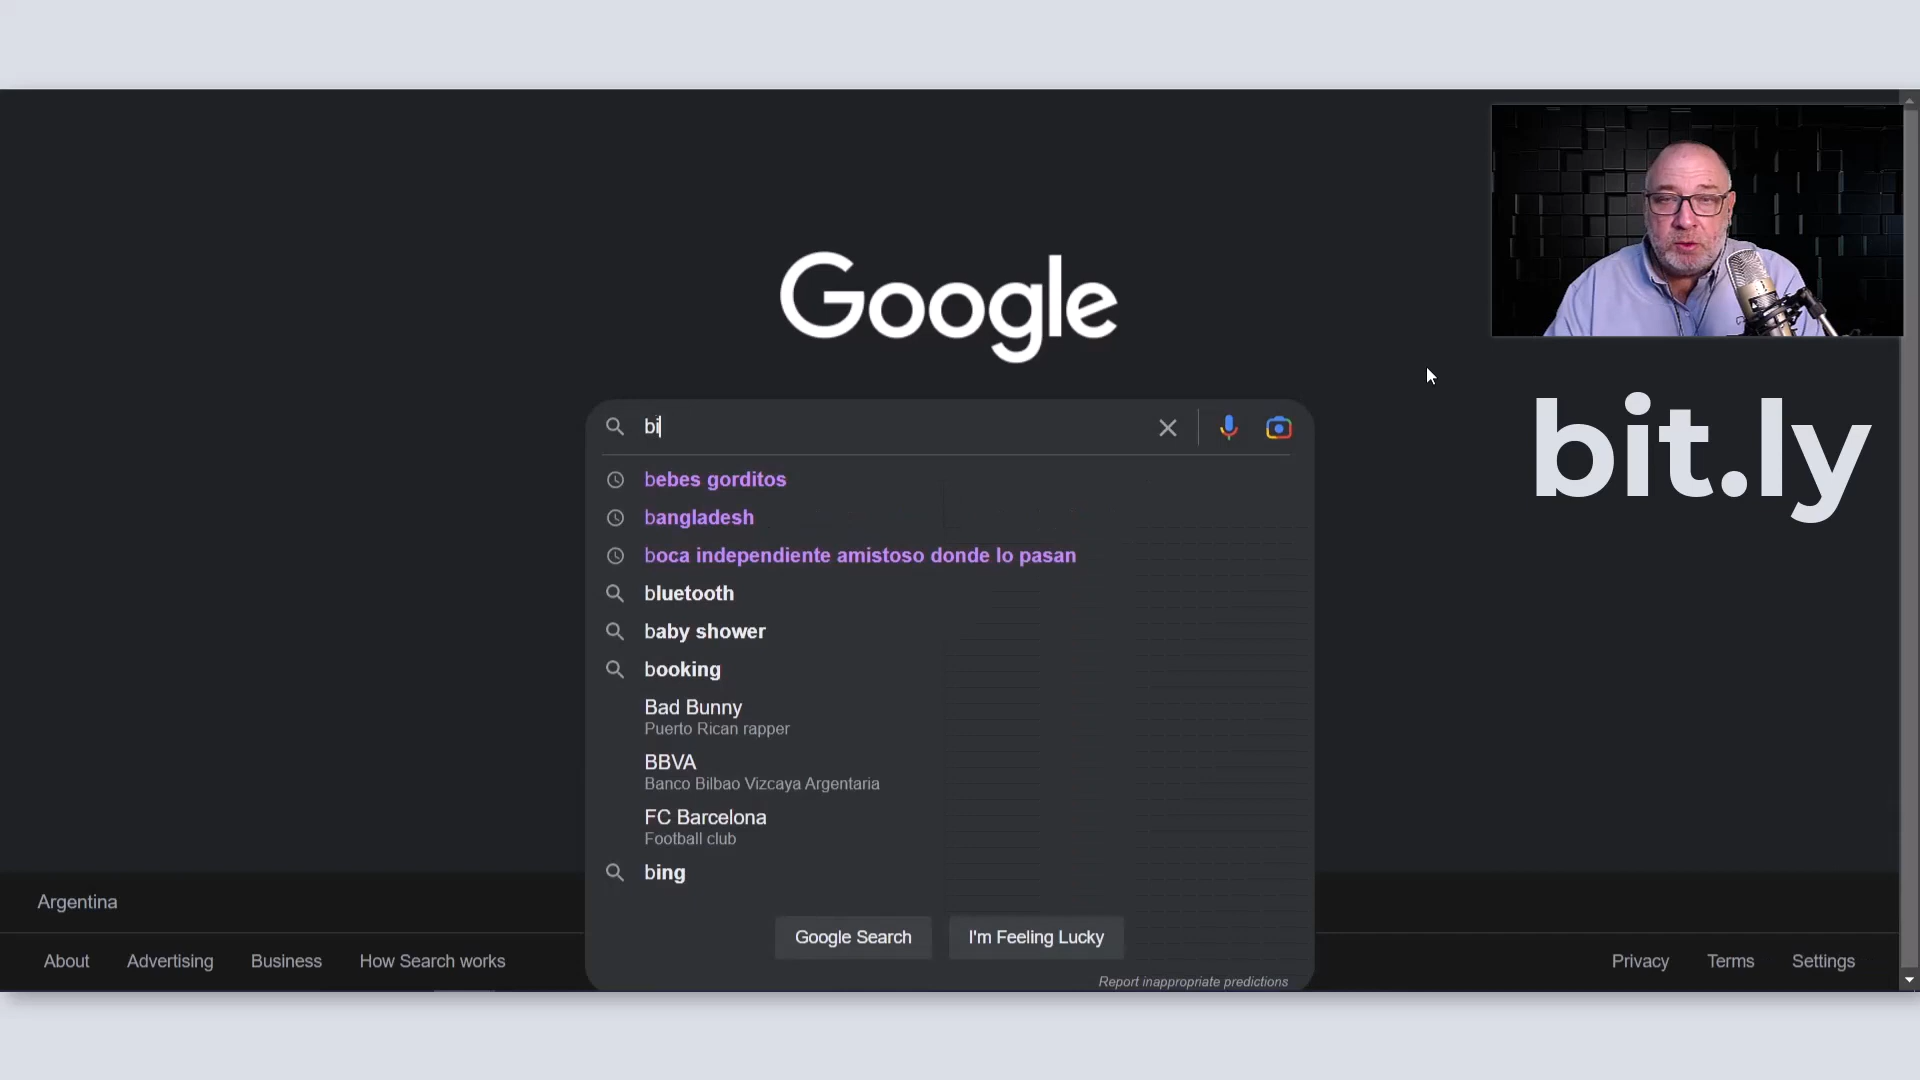 Google
bi
bit.ly
bebes gorditos
bangladesh
boca independiente amistoso donde lo pasan
bluetooth
baby shower
booking
Bad Bunny
Puerto Rican rapper
BBVA
Banco Bilbao Vizcaya Argentaria
FC Barcelona
Football club
bing
Google Search
I'm Feeling Lucky
Report inappropriate predictions
Argentina
About
Advertising
Business
How Search works
Privacy
Terms
Settings